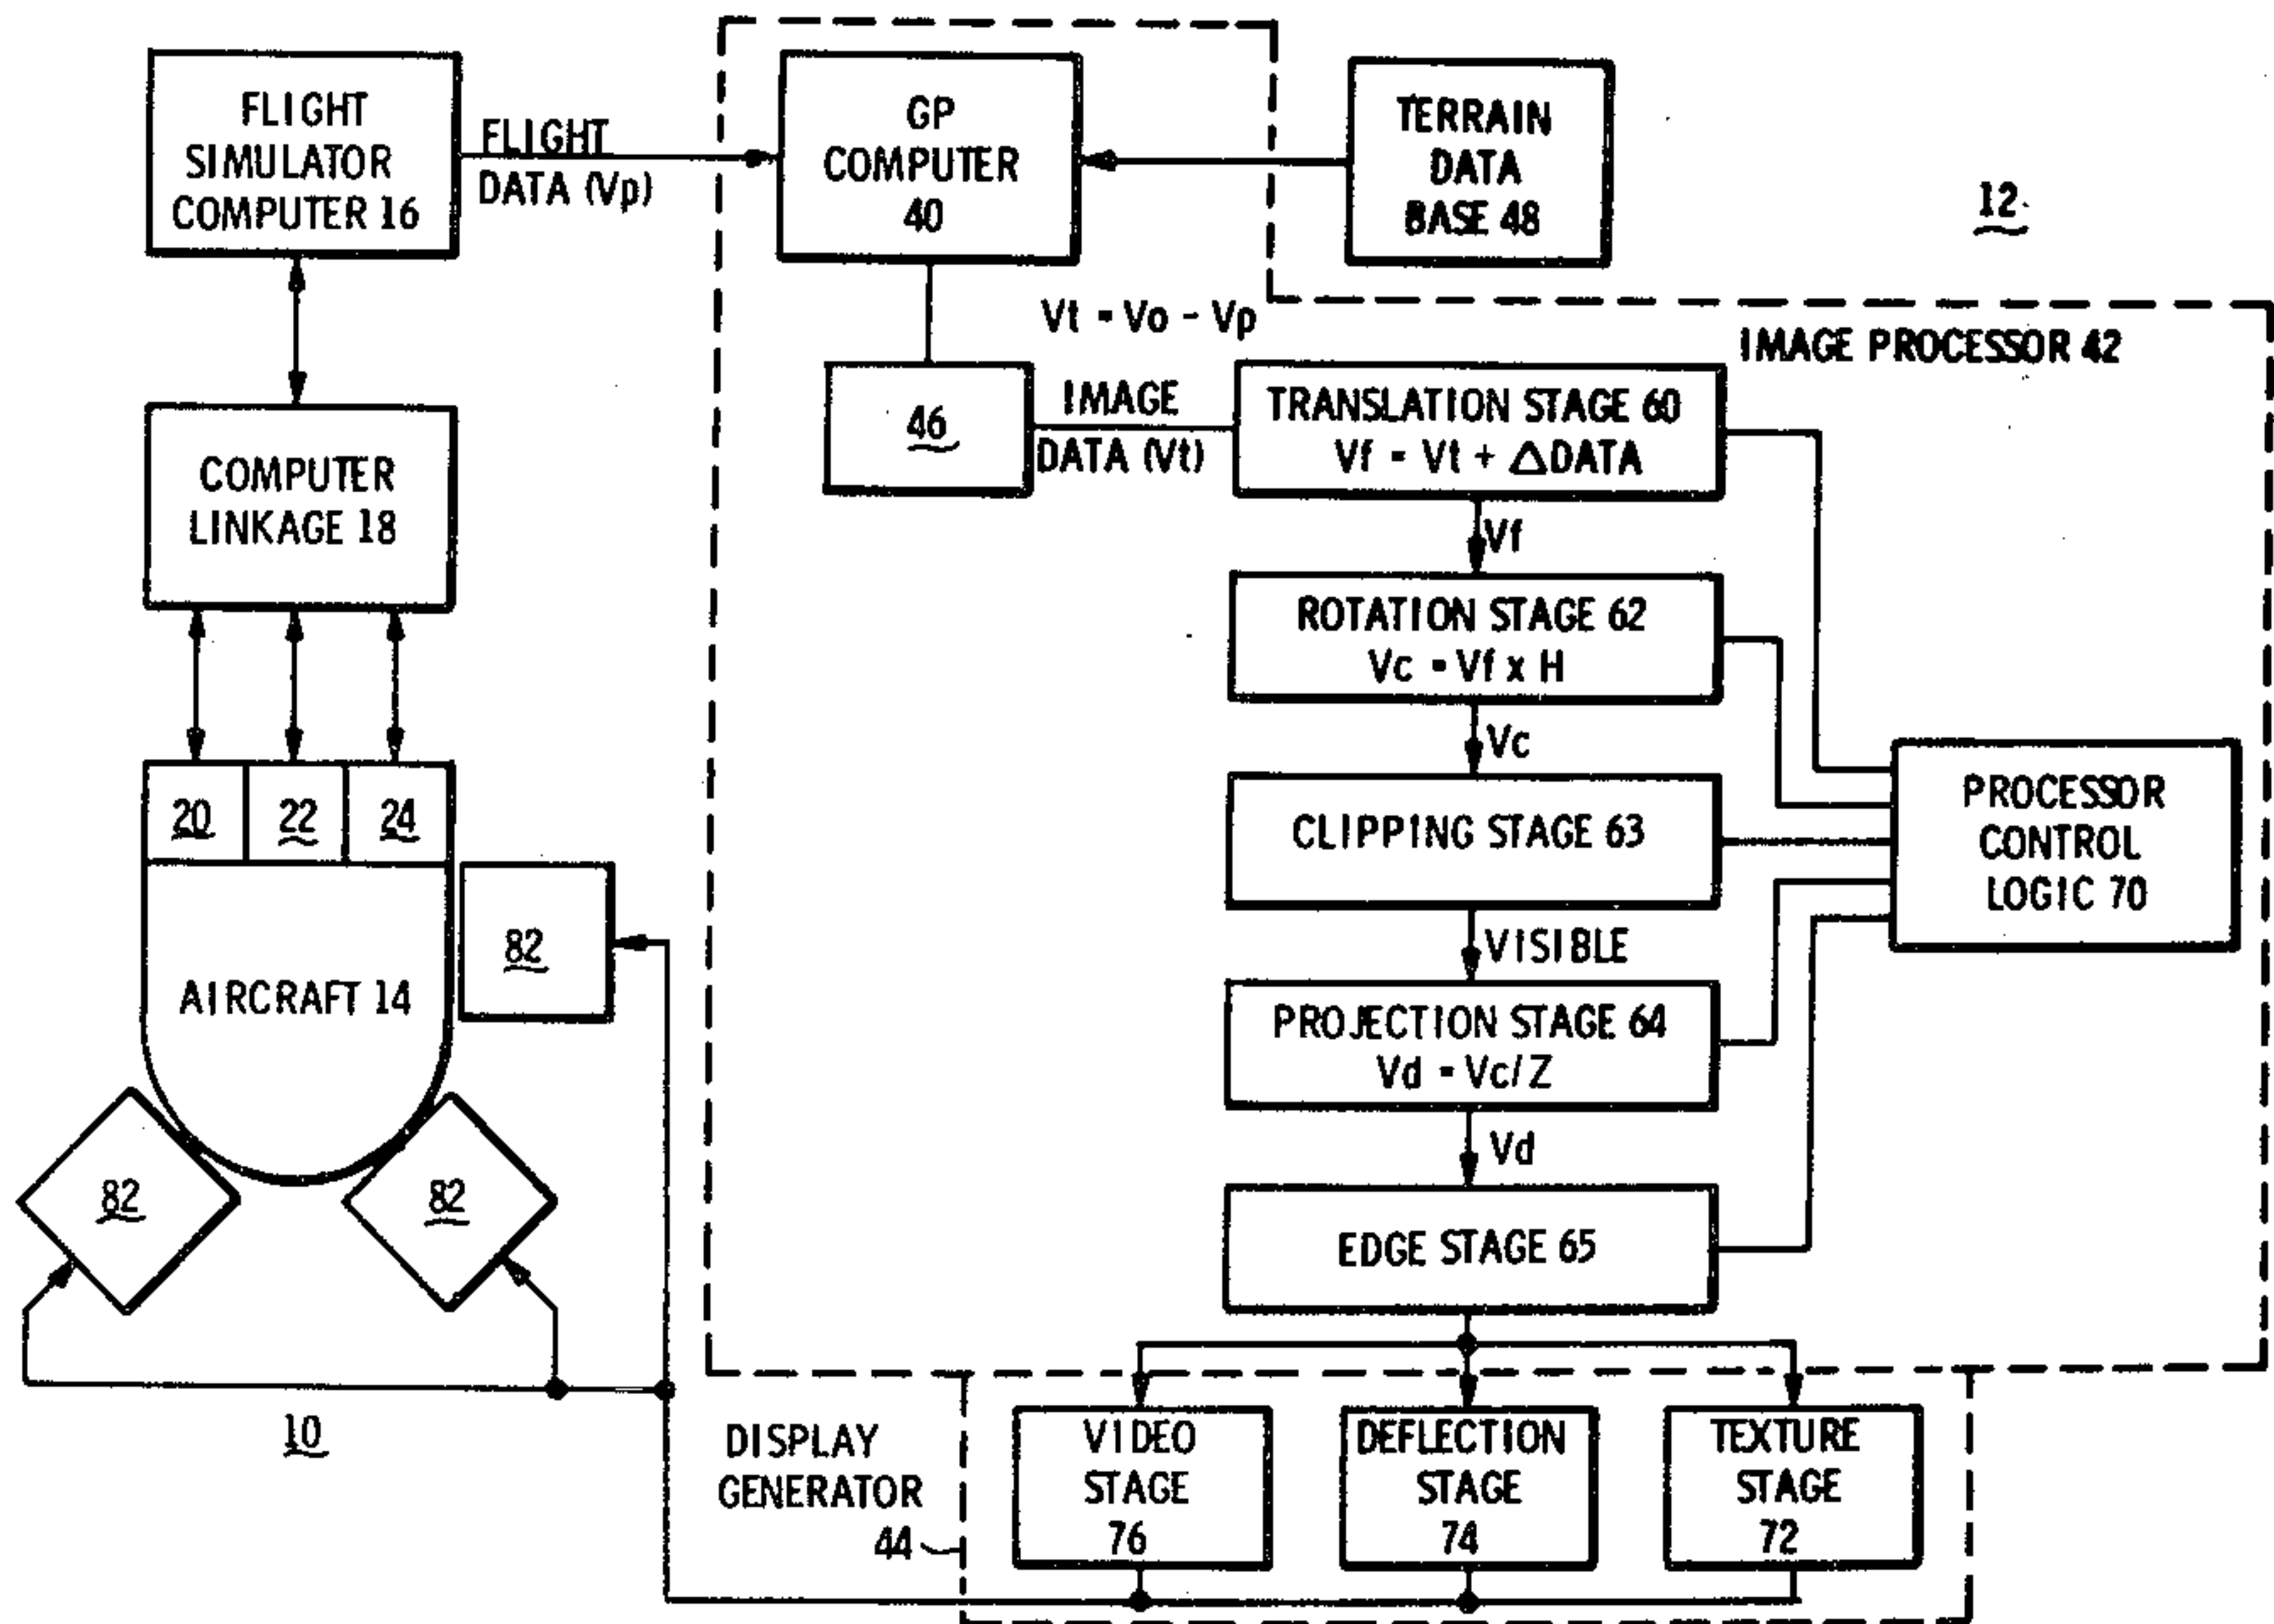 FLIGHT
SIMULATOR
COMPUTER 16
FLIGHT
DATA (Vp)
GP
COMPUTER
40
TERRAIN
DATA
BASE 48
12
Vt = Vo - Vp
IMAGE PROCESSOR 42
46
IMAGE
DATA (Vt)
TRANSLATION STAGE 60
Vf = Vt + ΔDATA
Vf
COMPUTER
LINKAGE 18
ROTATION STAGE 62
Vc = Vf x H
Vc
20
22
24
CLIPPING STAGE 63
PROCESSOR
CONTROL
LOGIC 70
82
VISIBLE
AIRCRAFT 14
PROJECTION STAGE 64
Vd = Vc/Z
Vd
82
82
EDGE STAGE 65
10
DISPLAY
GENERATOR
44
VIDEO
STAGE
76
DEFLECTION
STAGE
74
TEXTURE
STAGE
72